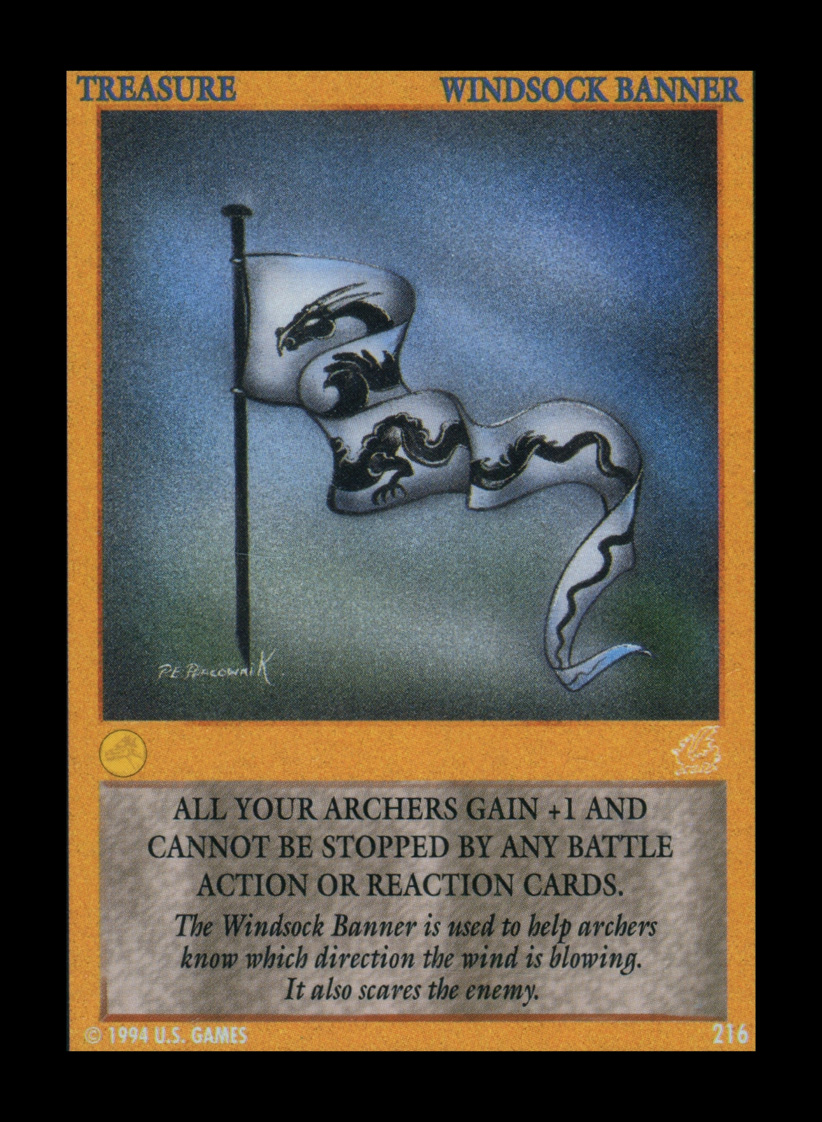 TREASURE WINDSOCK BANNER
P.E. PERCOWNIK.
ALL YOUR ARCHERS GAIN +1 AND
CANNOT BE STOPPED BY ANY BATTLE
ACTION OR REACTION CARDS.
The Windsock Banner is used to help archers
know which direction the wind is blowing.
It also scares the enemy.
© 1994 U.S. GAMES 216